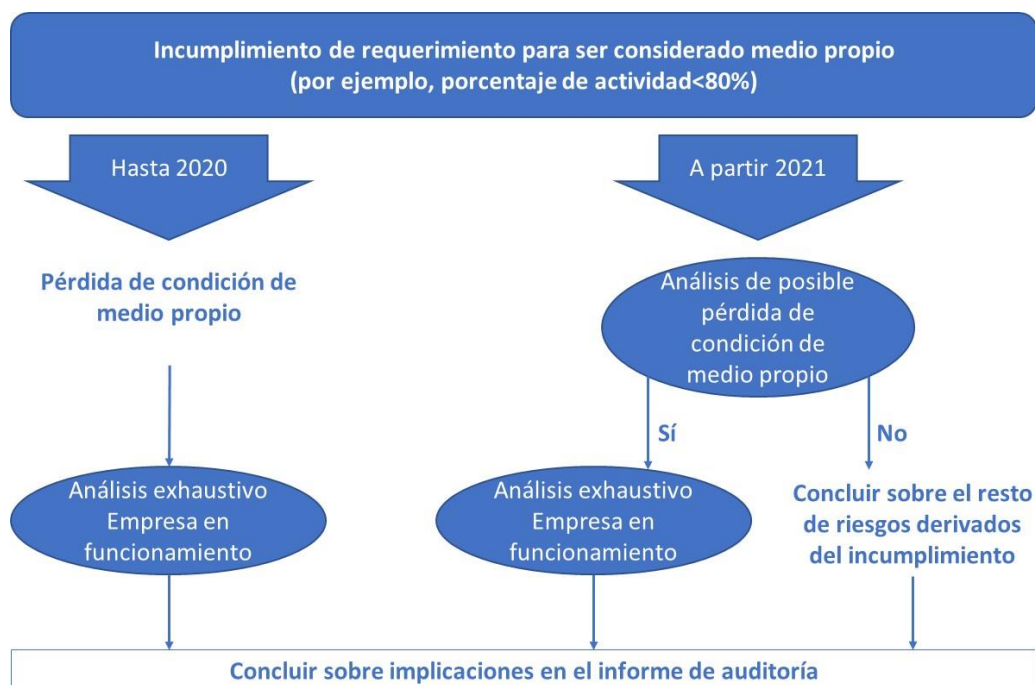 Incumplimiento de requerimiento para ser considerado medio propio
(por ejemplo, porcentaje de actividad<80%)
Hasta 2020
A partir 2021
Pérdida de condición de
medio propio
Análisis de posible
pérdida de
condición de
medio propio
Sí
No
Análisis exhaustivo
Empresa en
funcionamiento
Análisis exhaustivo
Empresa en
funcionamiento
Concluir sobre el resto
de riesgos derivados
del incumplimiento
Concluir sobre implicaciones en el informe de auditoría